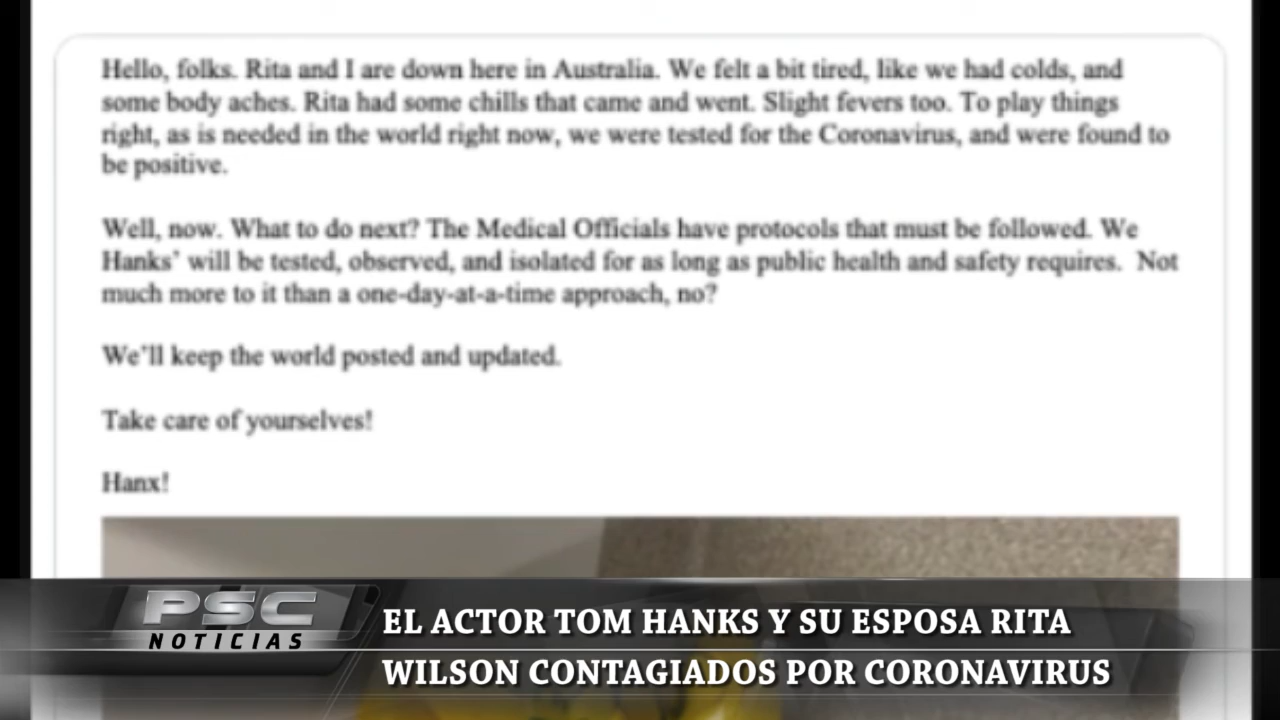 Hello, folks. Rita and I are down here in Australia. We felt a bit tired, like we had colds, and
some body aches. Rita had some chills that came and went. Slight fevers too. To play things
right, as is needed in the world right now, we were tested for the Coronavirus, and were found to
be positive.
Well, now. What to do next? The Medical Officials have protocols that must be followed. We
Hanks’ will be tested, observed, and isolated for as long as public health and safety requires. Not
much more to it than a one-day-at-a-time approach, no?
We’ll keep the world posted and updated.
Take care of yourselves!
Hanx!
PSC
NOTICIAS
EL ACTOR TOM HANKS Y SU ESPOSA RITA
WILSON CONTAGIADOS POR CORONAVIRUS